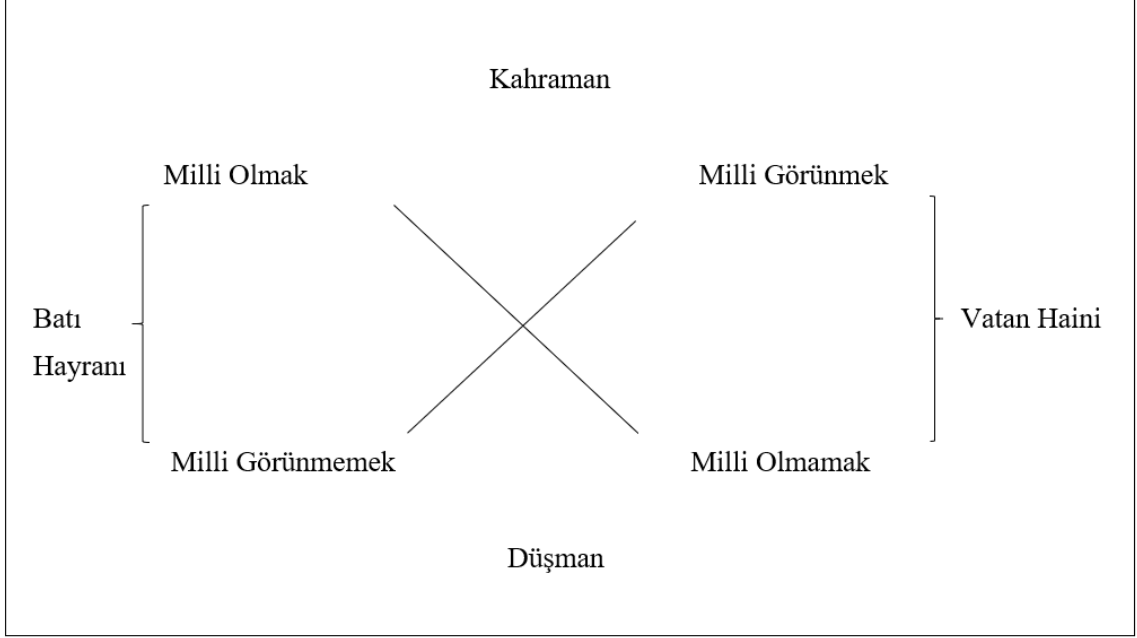 Kahraman
Milli Olmak
Milli Görünmek
Batı
Hayranı
Vatan Haini
Milli Görünmemek
Milli Olmamak
Düşman